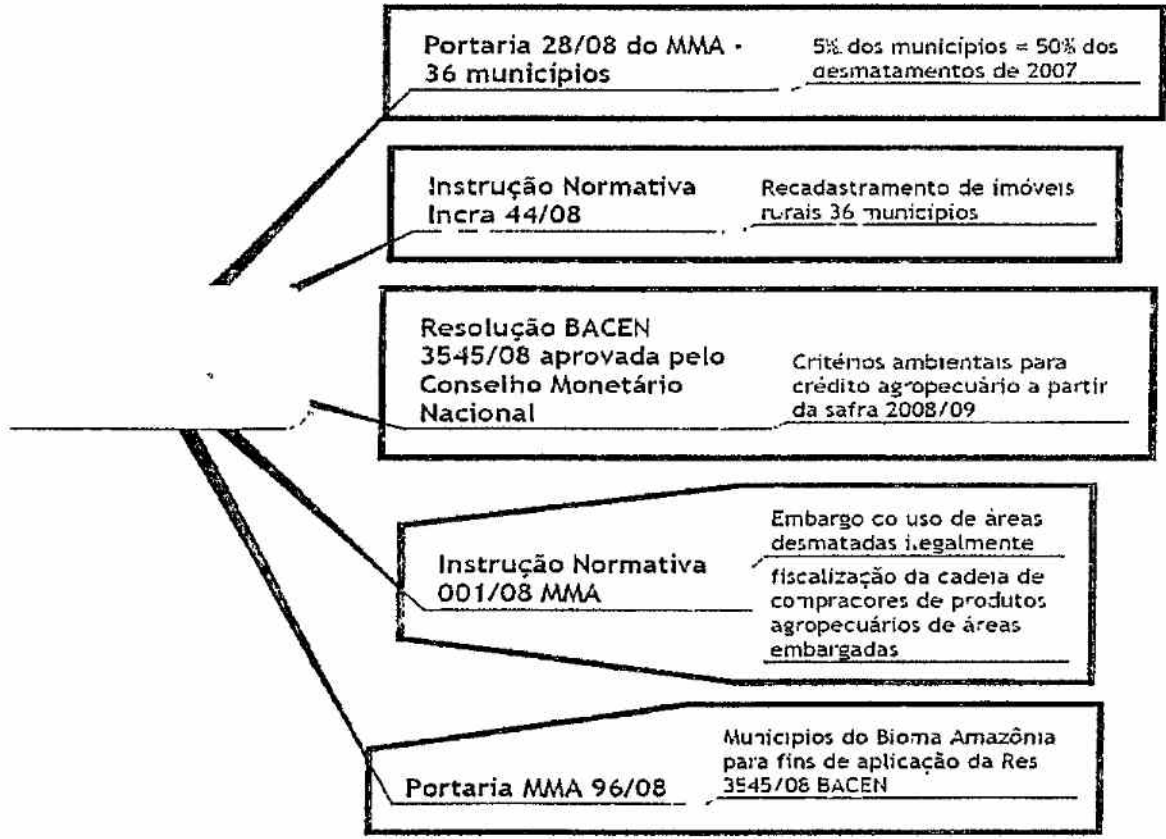 Portaria 28/08 do MMA -
36 municípios
5% dos municípios = 50% dos
desmatamentos de 2007
Instrução Normativa
Incra 44/08
Recadastramento de imóveis
rurais 36 municípios
Resolução BACEN
3545/08 aprovada pelo
Conselho Monetário
Nacional
Critérios ambientais para
crédito agropecuário a partir
da safra 2008/09
Instrução Normativa
001/08 MMA
Embargo co uso de áreas
desmatadas ilegalmente
fiscalização da cadeia de
compracores de produtos
agropecuários de áreas
embargadas
Portaria MMA 96/08
Municípios do Bioma Amazônia
para fins de aplicação da Res
3545/08 BACEN